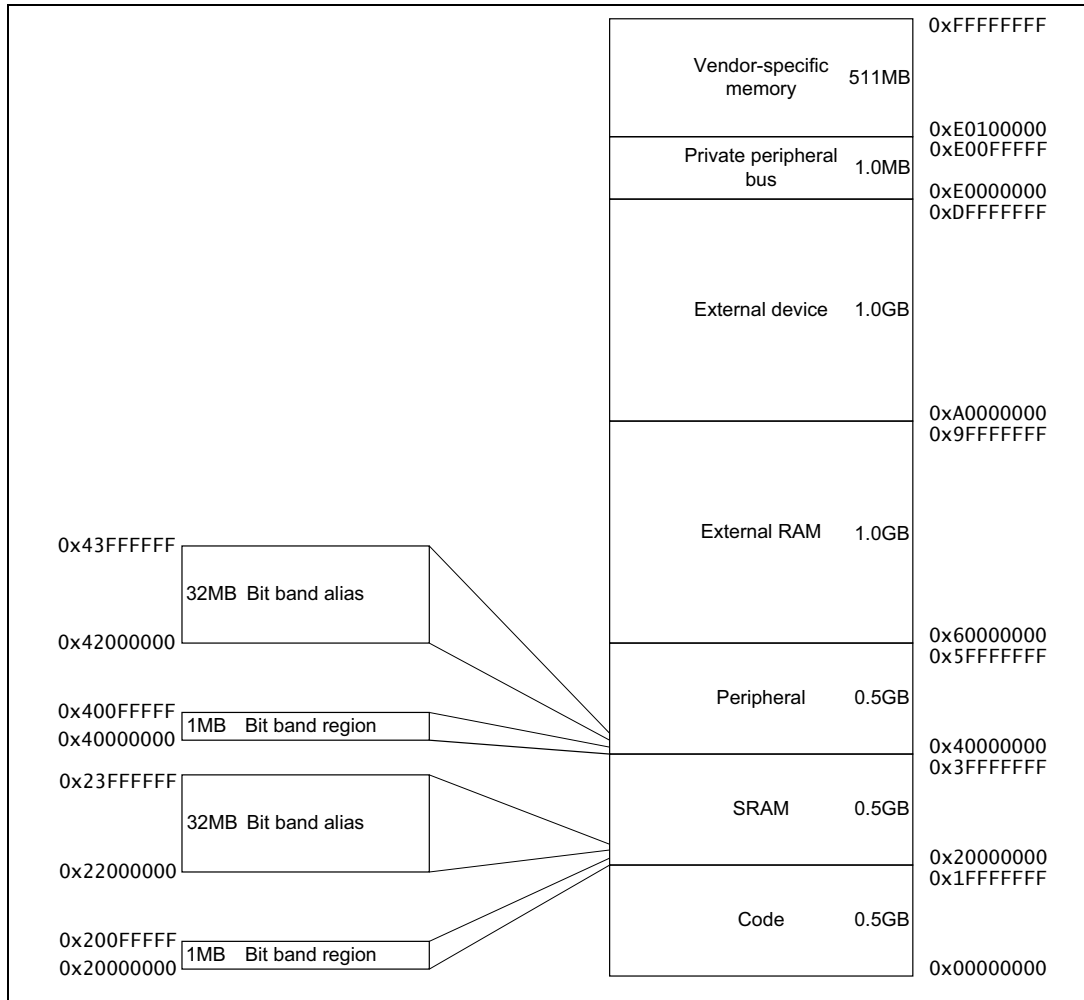 0xFFFFFFFF
Vendor-specific
memory
511MB
0xE0100000
0xE00FFFFF
Private peripheral
bus
1.0MB
0xE0000000
0xDFFFFFFF
External device 1.0GB
0xA0000000
0x9FFFFFFF
External RAM 1.0GB
0x60000000
0x5FFFFFFF
Peripheral 0.5GB
0x40000000
0x3FFFFFFF
SRAM 0.5GB
0x20000000
0x1FFFFFFF
Code 0.5GB
0x00000000
0x43FFFFFF
32MB Bit band alias
0x42000000
0x400FFFFF
1MB Bit band region
0x40000000
0x23FFFFFF
32MB Bit band alias
0x22000000
0x200FFFFF
1MB Bit band region
0x20000000